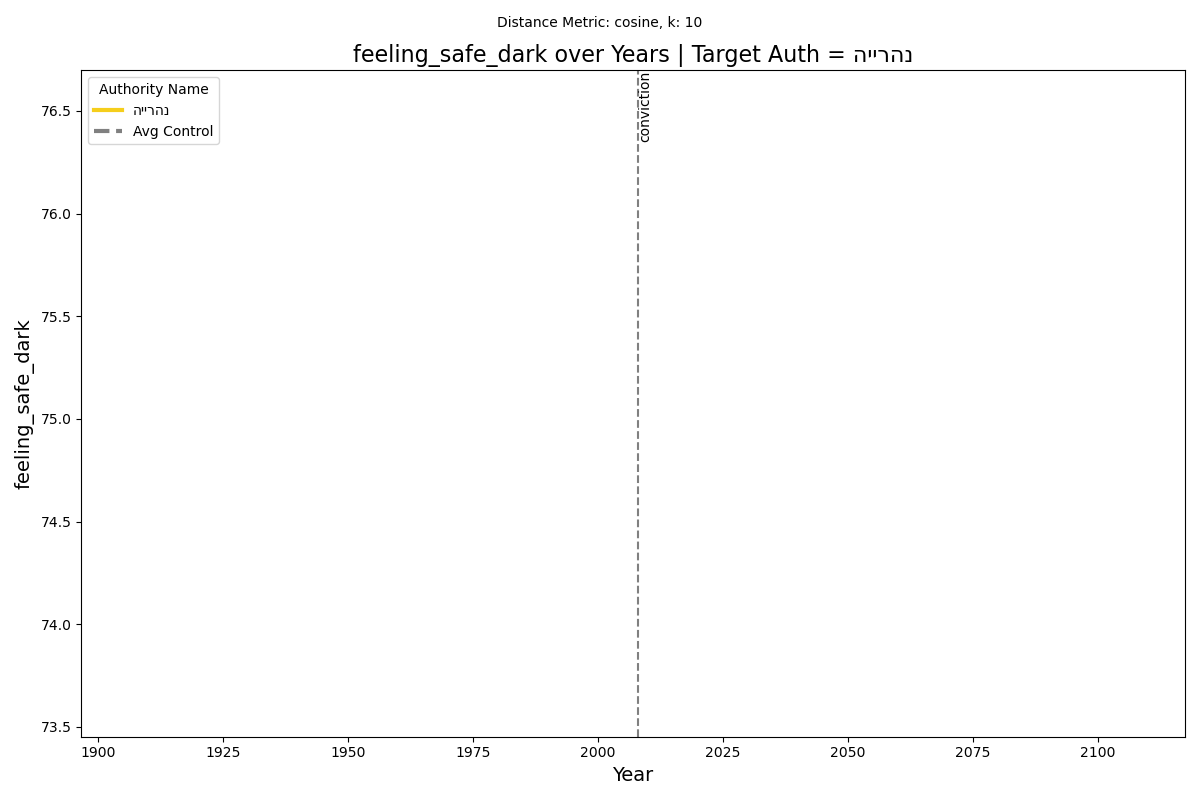 Distance Metric: cosine, k: 10
feeling_safe_dark over Years | Target Auth = נהרייה
Authority Name
נהרייה
Avg Control
conviction
76.5
76.0
75.5
75.0
74.5
74.0
73.5
feeling_safe_dark
1900 1925 1950 1975 2000 2025 2050 2075 2100
Year